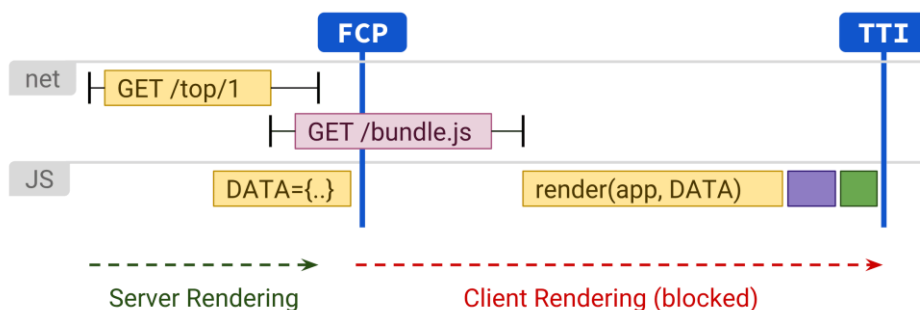 FCP
TTI
net
GET /top/1
GET /bundle.js
JS
DATA={..}
render(app, DATA)
Server Rendering
Client Rendering (blocked)